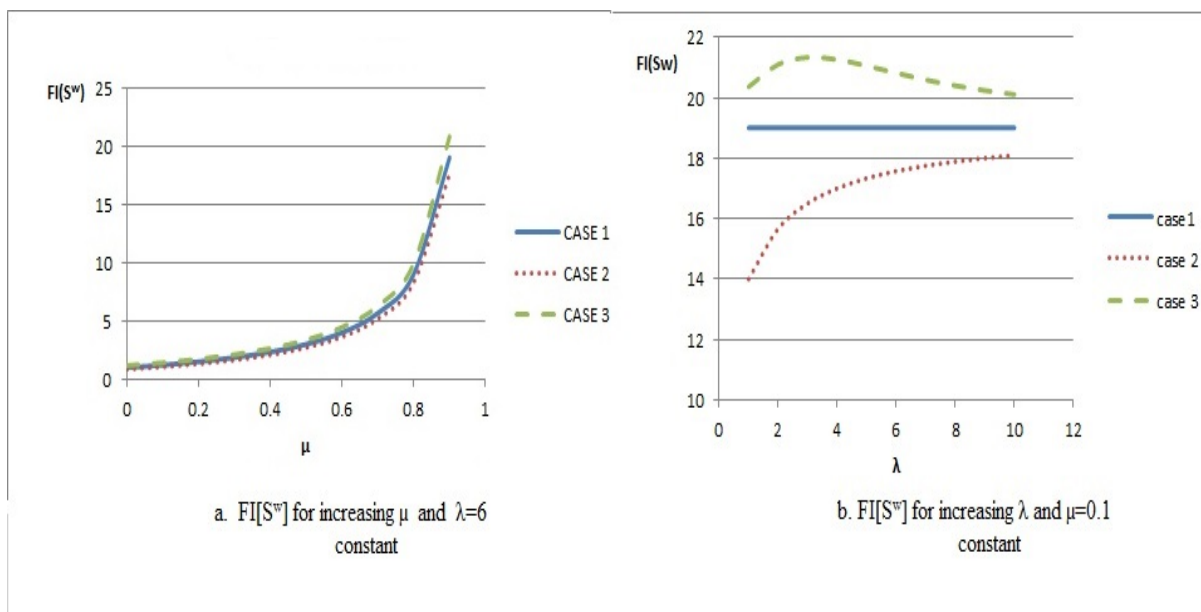 FI(Sʷ)
25
20
15
10
5
0
0 0.2 0.4 0.6 0.8 1
μ
CASE 1
CASE 2
CASE 3
a. FI[Sʷ] for increasing μ and λ=6
constant
FI(Sw)
22
20
18
16
14
12
10
0 2 4 6 8 10 12
λ
case 1
case 2
case 3
b. FI[Sʷ] for increasing λ and μ=0.1
constant